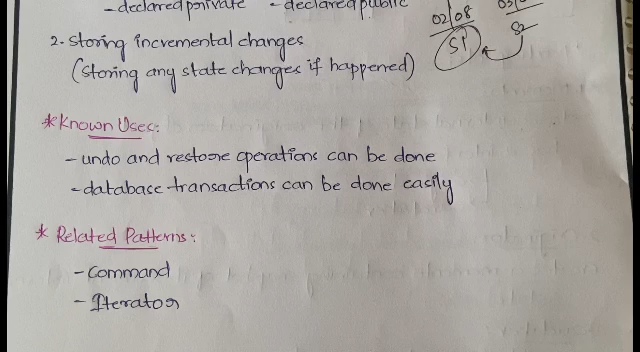 - declared private - declared public
2. Storing incremental changes
(storing any state changes if happened)
02/08
S1
S2
* Known Uses:
- undo and restore operations can be done
- database transactions can be done easily
* Related Patterns:
- Command
- Iterator